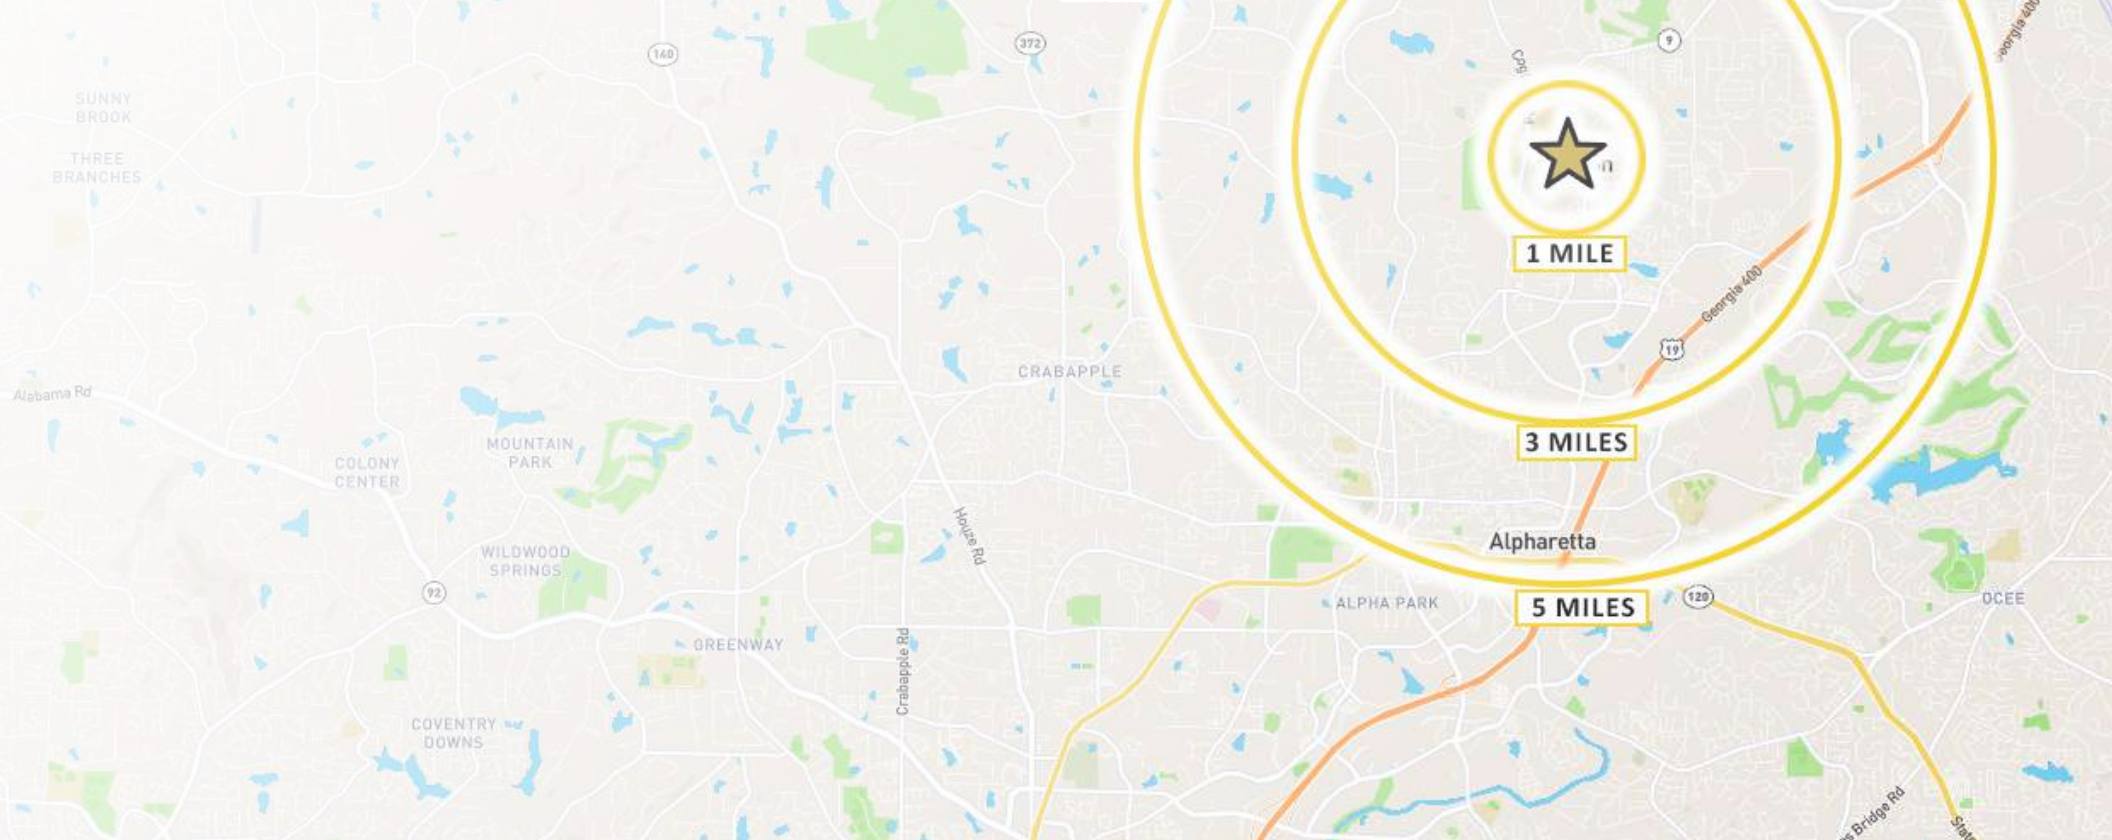 140
372
9
Georgia 400
SUNNY
BROOK
THREE
BRANCHES
1 MILE
Georgia 400
19
CRABAPPLE
Alabama Rd
3 MILES
MOUNTAIN
PARK
COLONY
CENTER
Houze Rd
Alpharetta
WILDWOOD
SPRINGS
92
120
5 MILES
ALPHA PARK
OCEE
GREENWAY
Crabapple Rd
COVENTRY
DOWNS
Bridge Rd